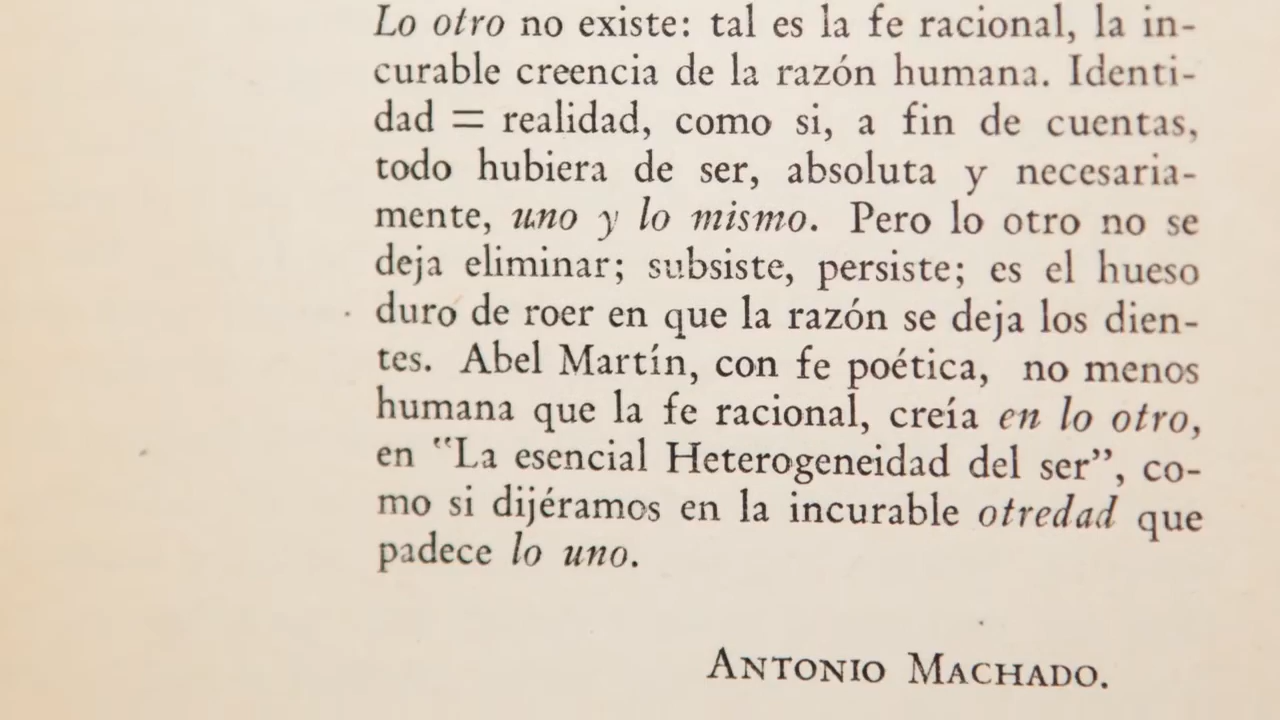 Lo otro no existe: tal es la fe racional, la in-
curable creencia de la razón humana. Identi-
dad = realidad, como si, a fin de cuentas,
todo hubiera de ser, absoluta y necesaria-
mente, uno y lo mismo. Pero lo otro no se
deja eliminar; subsiste, persiste; es el hueso
duro de roer en que la razón se deja los dien-
tes. Abel Martín, con fe poética, no menos
humana que la fe racional, creía en lo otro,
en "La esencial Heterogeneidad del ser", co-
mo si dijéramos en la incurable otredad que
padece lo uno.
ANTONIO MACHADO.